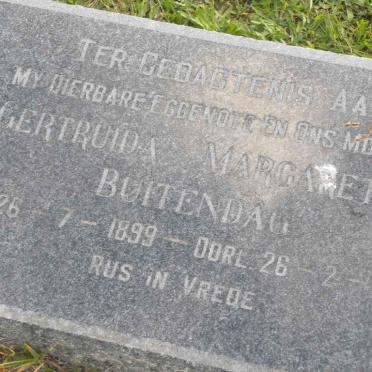 TER GEDAGTENIS AA
MY DIERBARE EGGENOTE EN ONS MO
GERTRUIDA MARGARET
BUITENDAG
26 - 7 - 1899 - OORL. 26 - 2 -
RUS IN VREDE